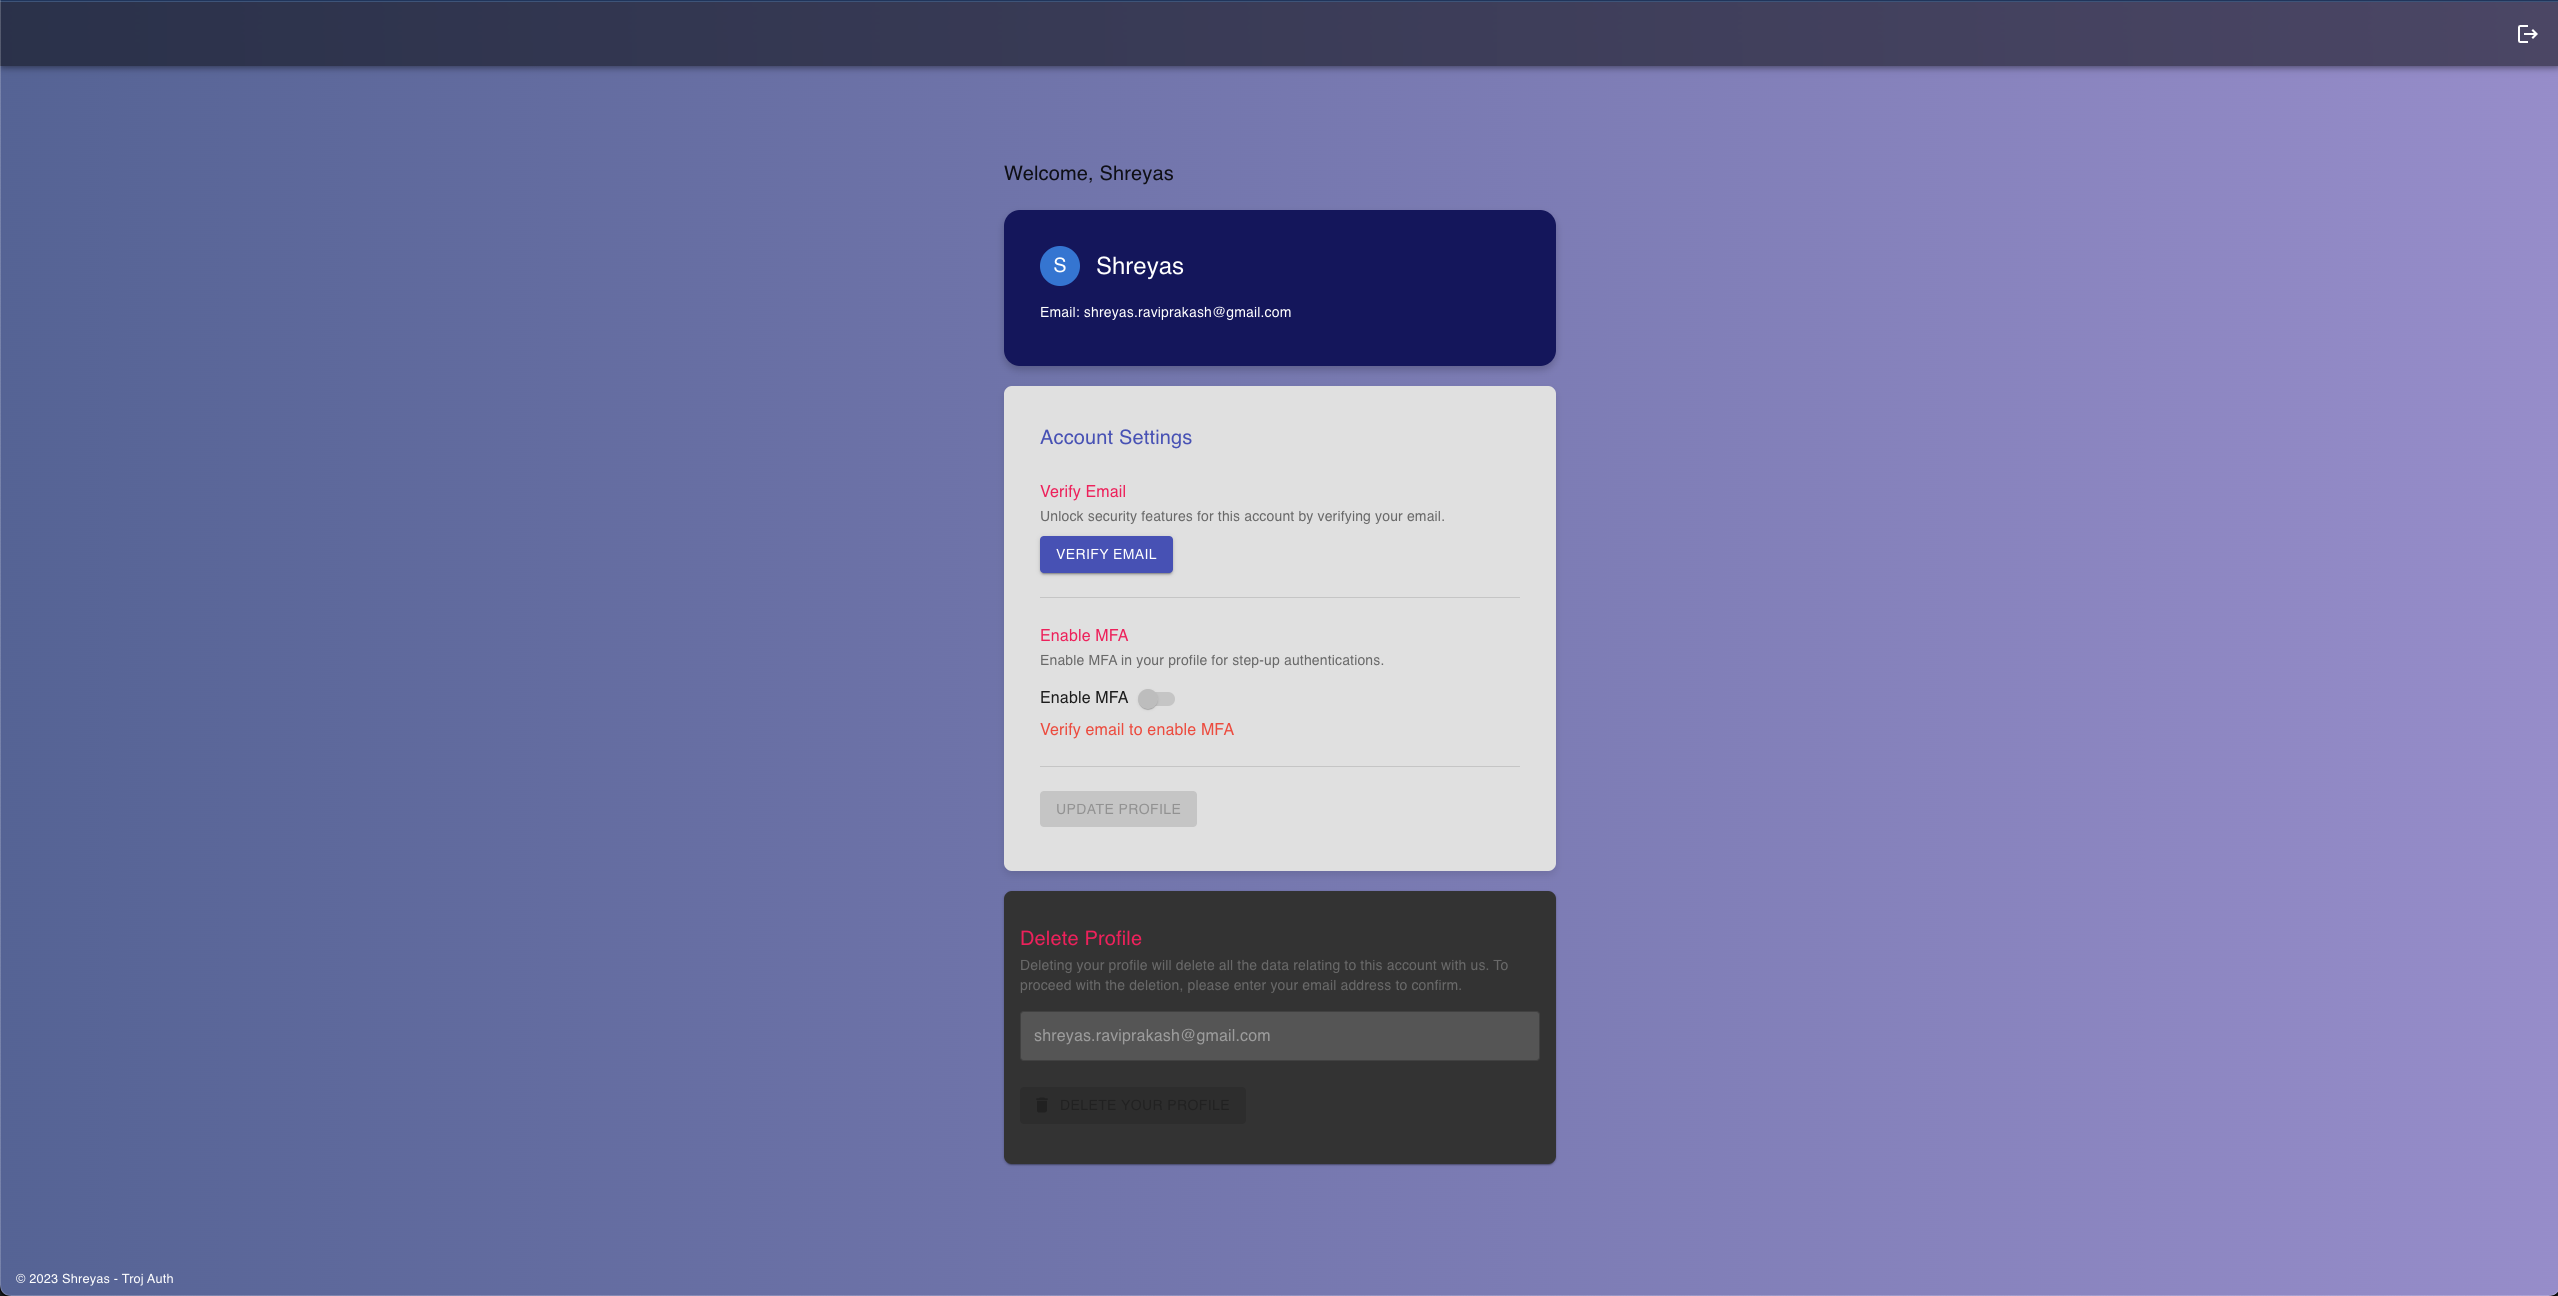 Welcome, Shreyas
S
Shreyas
Email: shreyas.raviprakash@gmail.com
Account Settings
Verify Email
Unlock security features for this account by verifying your email.
VERIFY EMAIL
Enable MFA
Enable MFA in your profile for step-up authentications.
Enable MFA
Verify email to enable MFA
UPDATE PROFILE
Delete Profile
Deleting your profile will delete all the data relating to this account with us. To
proceed with the deletion, please enter your email address to confirm.
shreyas.raviprakash@gmail.com
DELETE YOUR PROFILE
© 2023 Shreyas - Troj Auth